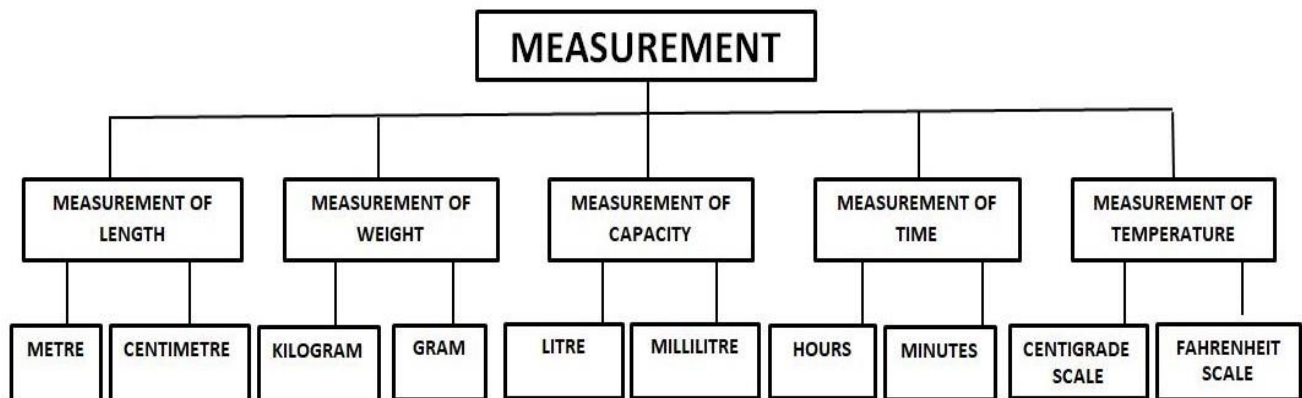 MEASUREMENT
MEASUREMENT OF
LENGTH
MEASUREMENT OF
WEIGHT
MEASUREMENT OF
CAPACITY
MEASUREMENT OF
TIME
MEASUREMENT OF
TEMPERATURE
METRE
CENTIMETRE
KILOGRAM
GRAM
LITRE
MILLILITRE
HOURS
MINUTES
CENTIGRADE
SCALE
FAHRENHEIT
SCALE